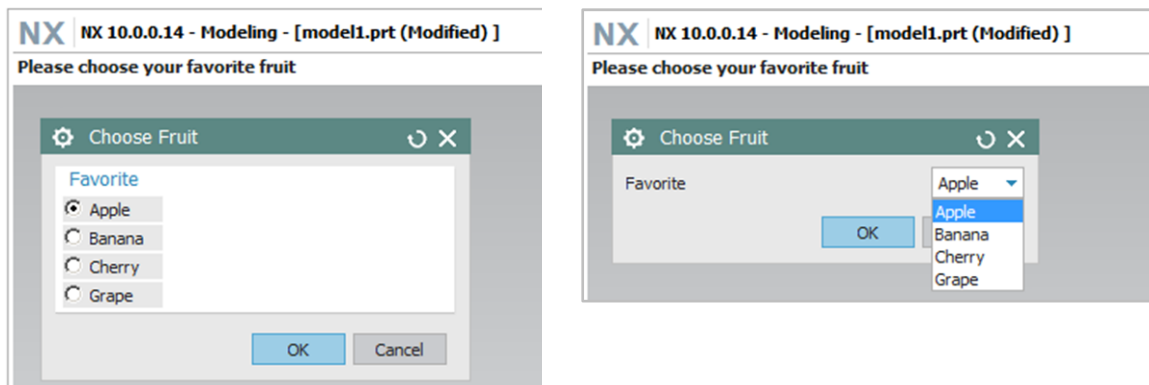 NX NX 10.0.0.14 - Modeling - [model1.prt (Modified) ]
Please choose your favorite fruit
Choose Fruit
Favorite
Apple
Banana
Cherry
Grape
OK Cancel
NX NX 10.0.0.14 - Modeling - [model1.prt (Modified) ]
Please choose your favorite fruit
Choose Fruit
Favorite Apple
Apple
Banana
Cherry
Grape
OK